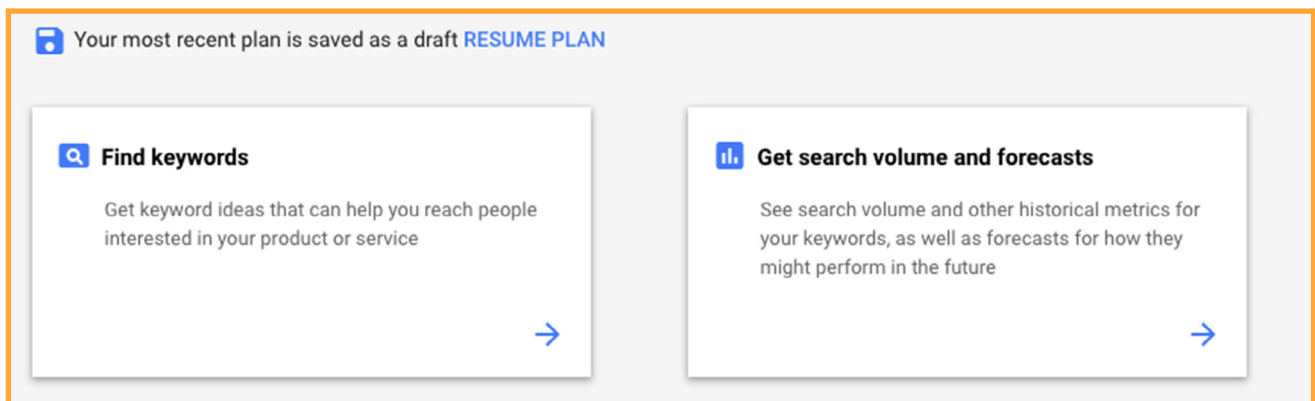 Your most recent plan is saved as a draft RESUME PLAN
Find keywords
Get keyword ideas that can help you reach people
interested in your product or service
Get search volume and forecasts
See search volume and other historical metrics for
your keywords, as well as forecasts for how they
might perform in the future